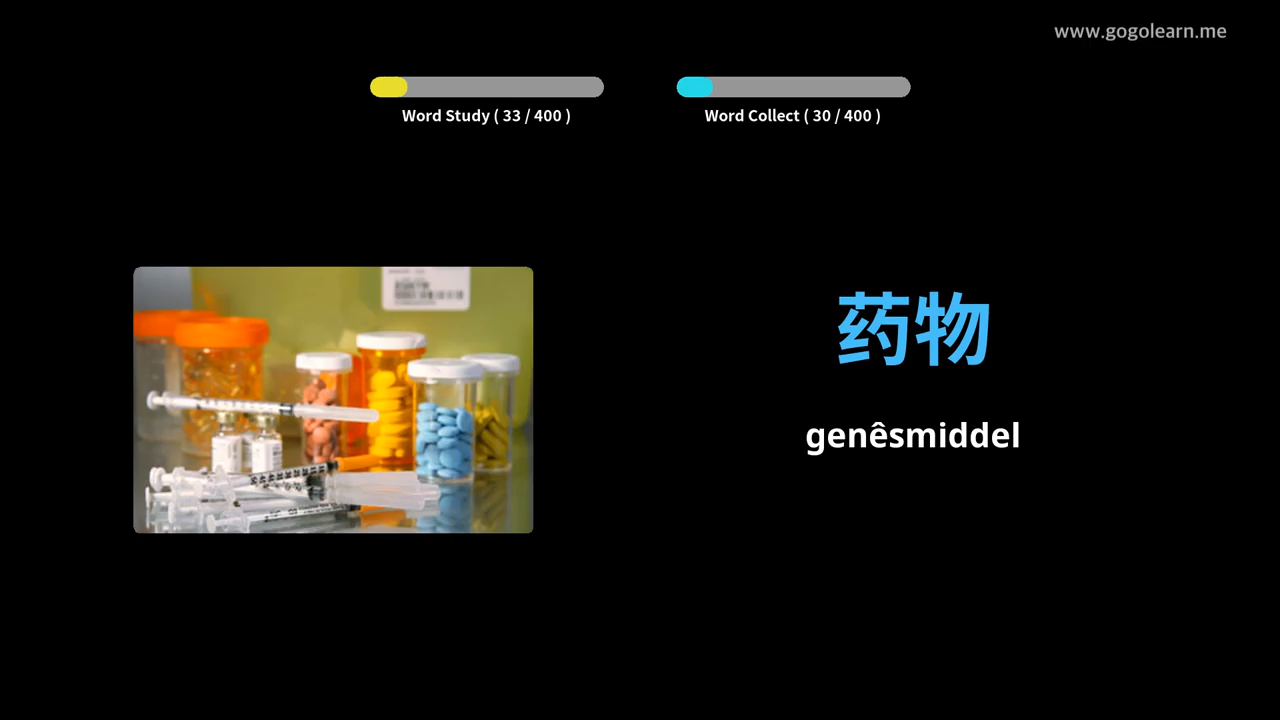 www.gogolearn.me
Word Study ( 33 / 400 )
Word Collect ( 30 / 400 )
药物
genêsmiddel